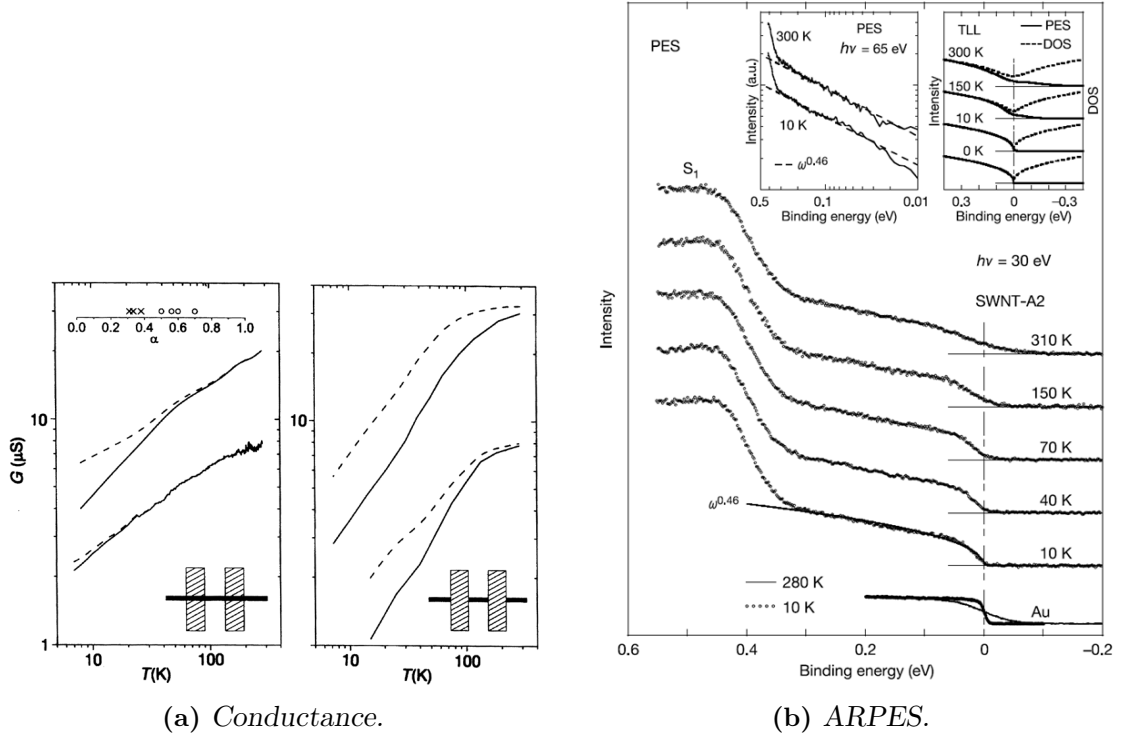 10
1
G (µS)
0.0 0.2 0.4 0.6 0.8 1.0
α
10 100
T(K)
10
1
10 100
T(K)
(a) Conductance.
PES
300 K
PES
hν = 65 eV
10 K
ω^0.46
Intensity (a.u.)
0.5 0.1 0.01
Binding energy (eV)
TLL
PES
DOS
300 K
150 K
10 K
0 K
Intensity
DOS
0.3 0 −0.3
Binding energy (eV)
S₁
hν = 30 eV
SWNT-A2
310 K
150 K
70 K
40 K
ω^0.46
10 K
280 K
10 K
Au
Intensity
0.6 0.4 0.2 0 −0.2
Binding energy (eV)
(b) ARPES.